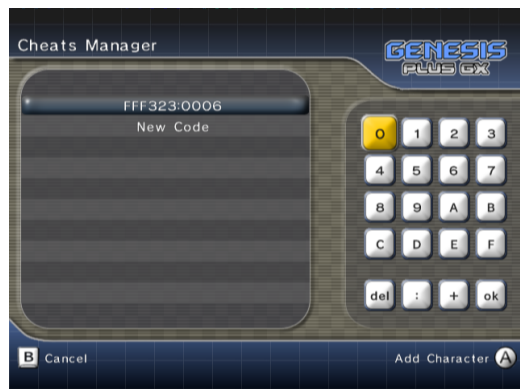 Cheats Manager
GENESIS
PLUS GX
FFF323:0006
New Code
0 1 2 3
4 5 6 7
8 9 A B
C D E F
del : + ok
B Cancel
Add Character A